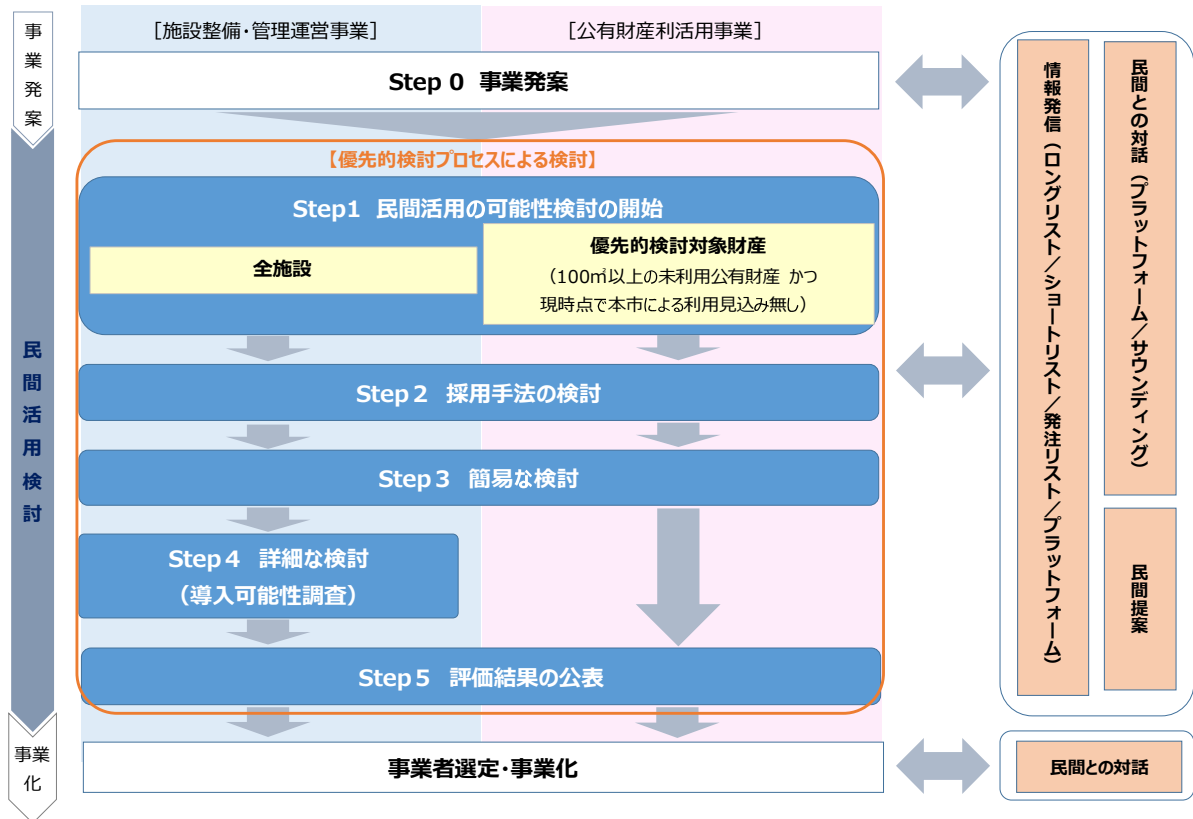 事業発案
［施設整備・管理運営事業］
［公有財産利活用事業］
Step 0 事業発案
民間活用検討
【優先的検討プロセスによる検討】
Step1 民間活用の可能性検討の開始
全施設
優先的検討対象財産
（100㎡以上の未利用公有財産 かつ
現時点で本市による利用見込み無し）
Step２ 採用手法の検討
Step３ 簡易な検討
Step４ 詳細な検討
（導入可能性調査）
Step５ 評価結果の公表
事業
化
事業者選定・事業化
情報発信（ロングリスト／ショートリスト／発注リスト／プラットフォーム）
民間との対話（プラットフォーム／サウンディング）
民間提案
民間との対話